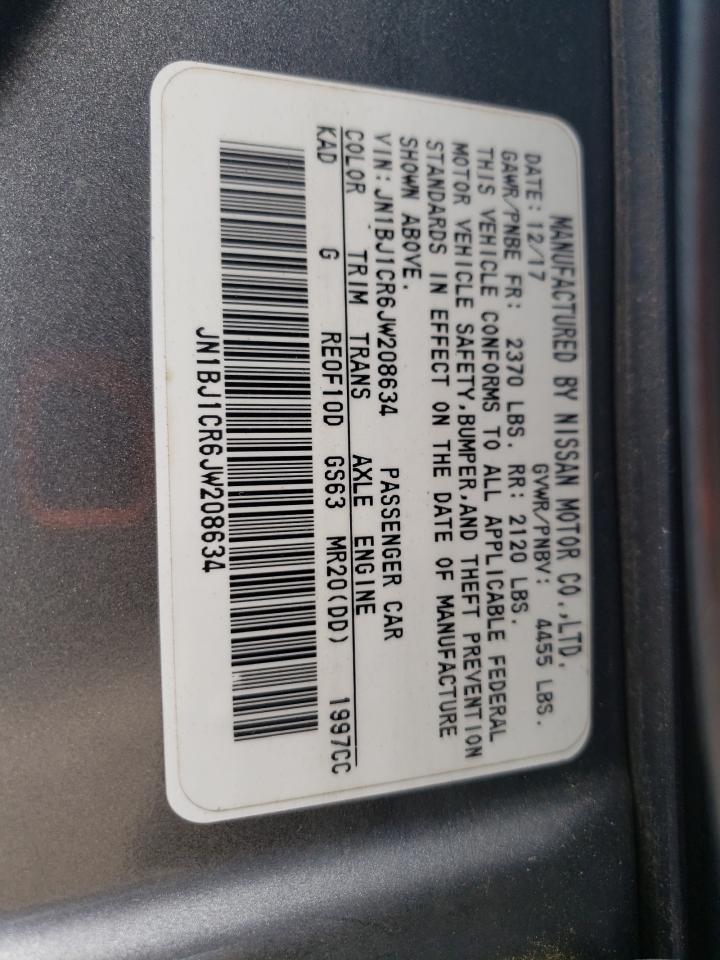 MANUFACTURED BY NISSAN MOTOR CO.,LTD.
DATE: 12/17 GVWR/PNBV: 4455 LBS.
GAWR/PNBE FR: 2370 LBS. RR: 2120 LBS.
THIS VEHICLE CONFORMS TO ALL APPLICABLE FEDERAL
MOTOR VEHICLE SAFETY,BUMPER,AND THEFT PREVENTION
STANDARDS IN EFFECT ON THE DATE OF MANUFACTURE
SHOWN ABOVE.
VIN:JN1BJ1CR6JW208634 PASSENGER CAR
COLOR TRIM TRANS AXLE ENGINE
KAD G RE0F10D GS63 MR20(DD) 1997CC
JN1BJ1CR6JW208634